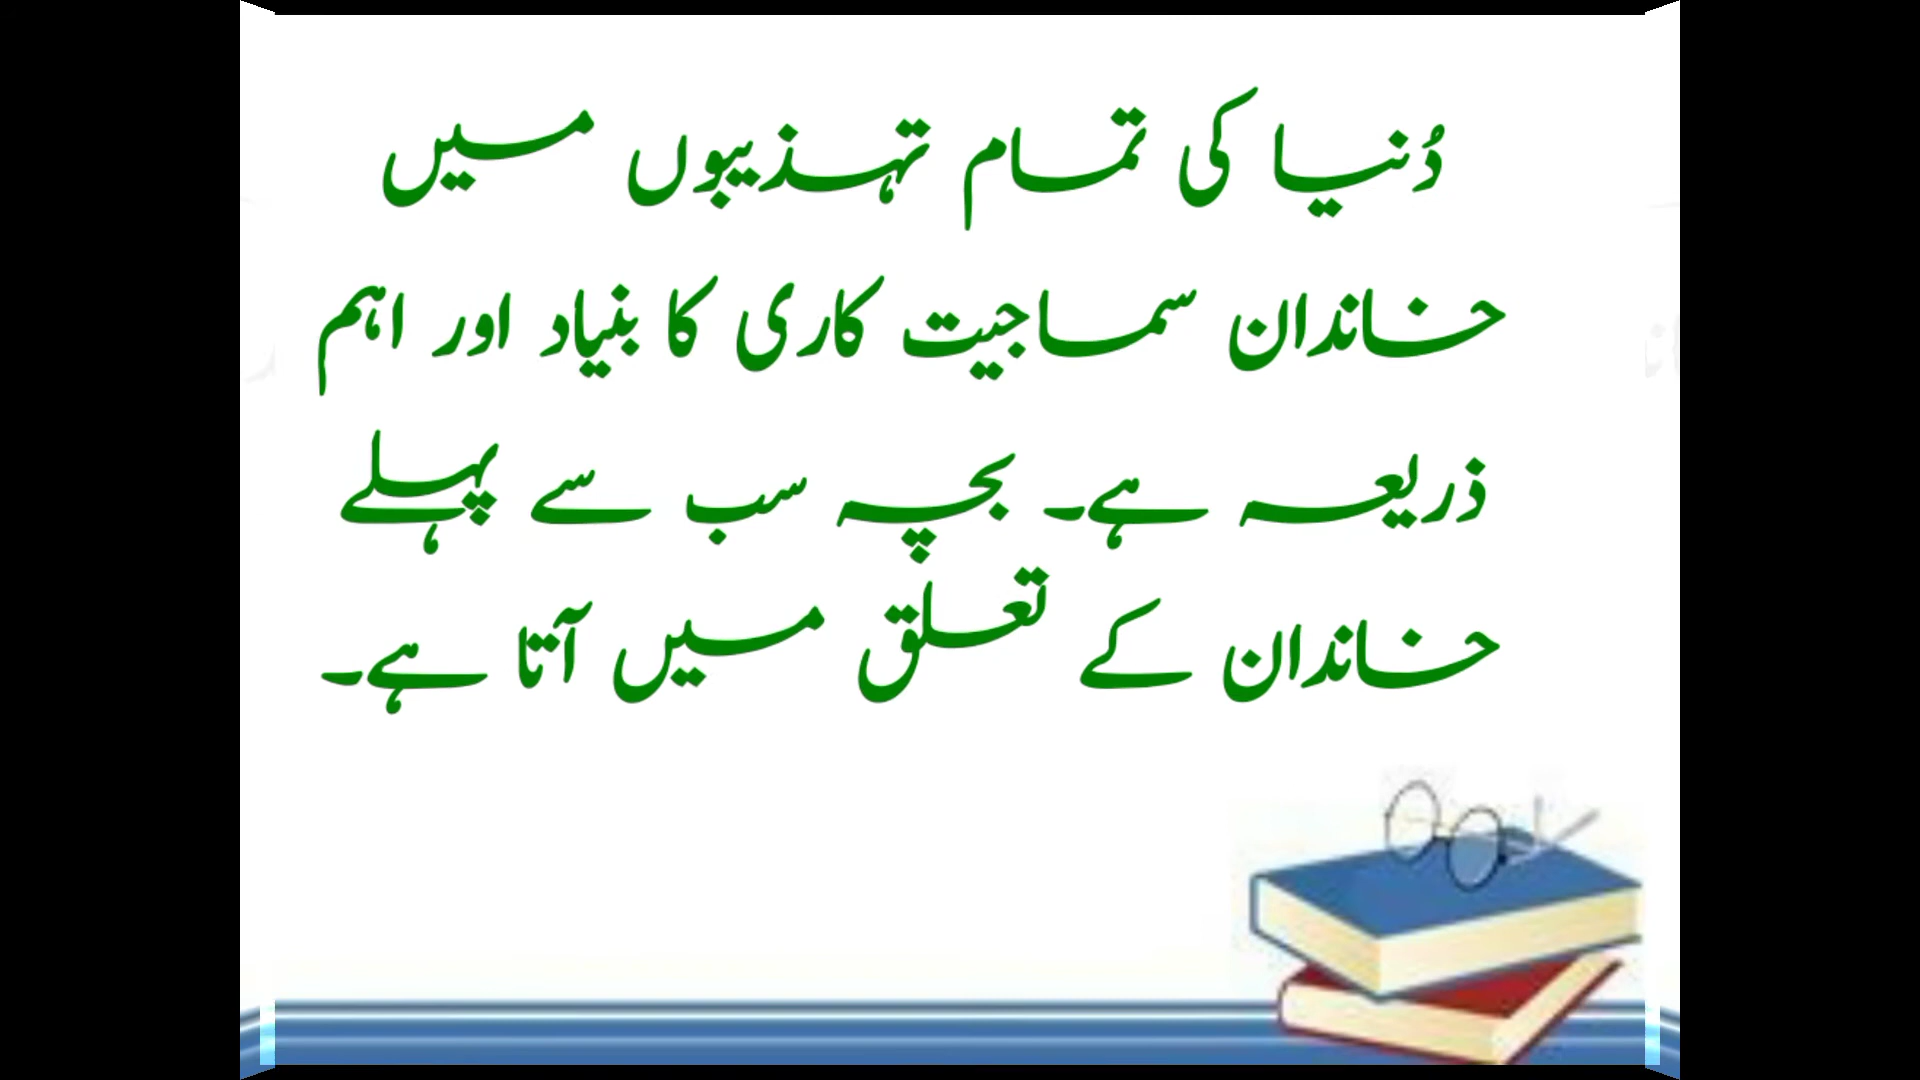 دُنیا کی تمام تہذیبوں میں
خاندان سماجیت کاری کا بنیاد اور اہم
ذریعہ ہے۔ بچہ سب سے پہلے
خاندان کے تعلق میں آتا ہے۔